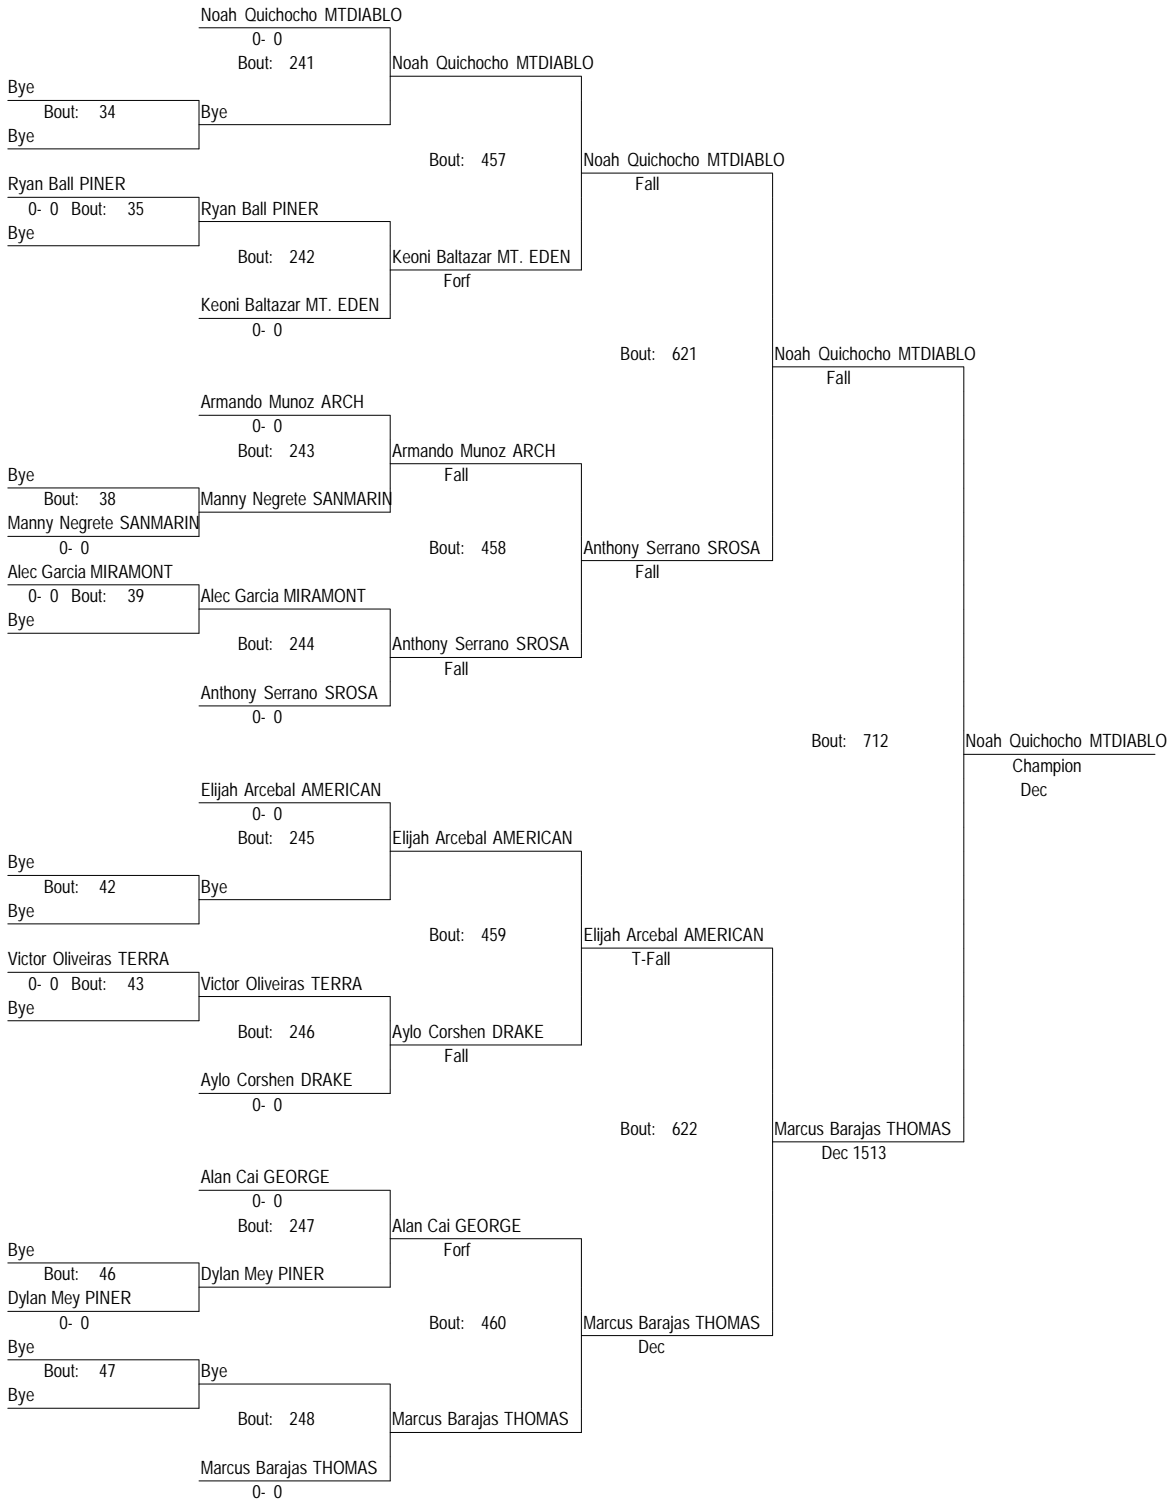 Noah Quichocho MTDIABLO
0- 0
Bout: 241
Noah Quichocho MTDIABLO
Bye
Bout: 34
Bye
Bye
Bout: 457
Noah Quichocho MTDIABLO
Fall
Ryan Ball PINER
0- 0 Bout: 35
Ryan Ball PINER
Bye
Bout: 242
Keoni Baltazar MT. EDEN
Forf
Keoni Baltazar MT. EDEN
0- 0
Bout: 621
Noah Quichocho MTDIABLO
Fall
Armando Munoz ARCH
0- 0
Bout: 243
Armando Munoz ARCH
Fall
Bye
Bout: 38
Manny Negrete SANMARIN
Manny Negrete SANMARIN
0- 0
Bout: 458
Anthony Serrano SROSA
Fall
Alec Garcia MIRAMONT
0- 0 Bout: 39
Alec Garcia MIRAMONT
Bye
Bout: 244
Anthony Serrano SROSA
Fall
Anthony Serrano SROSA
0- 0
Bout: 712
Noah Quichocho MTDIABLO
Champion
Dec
Elijah Arcebal AMERICAN
0- 0
Bout: 245
Elijah Arcebal AMERICAN
Bye
Bout: 42
Bye
Bye
Bout: 459
Elijah Arcebal AMERICAN
T-Fall
Victor Oliveiras TERRA
0- 0 Bout: 43
Victor Oliveiras TERRA
Bye
Bout: 246
Aylo Corshen DRAKE
Fall
Aylo Corshen DRAKE
0- 0
Bout: 622
Marcus Barajas THOMAS
Dec 1513
Alan Cai GEORGE
0- 0
Bout: 247
Alan Cai GEORGE
Forf
Bye
Bout: 46
Dylan Mey PINER
Dylan Mey PINER
0- 0
Bout: 460
Marcus Barajas THOMAS
Dec
Bye
Bout: 47
Bye
Bye
Bout: 248
Marcus Barajas THOMAS
Marcus Barajas THOMAS
0- 0